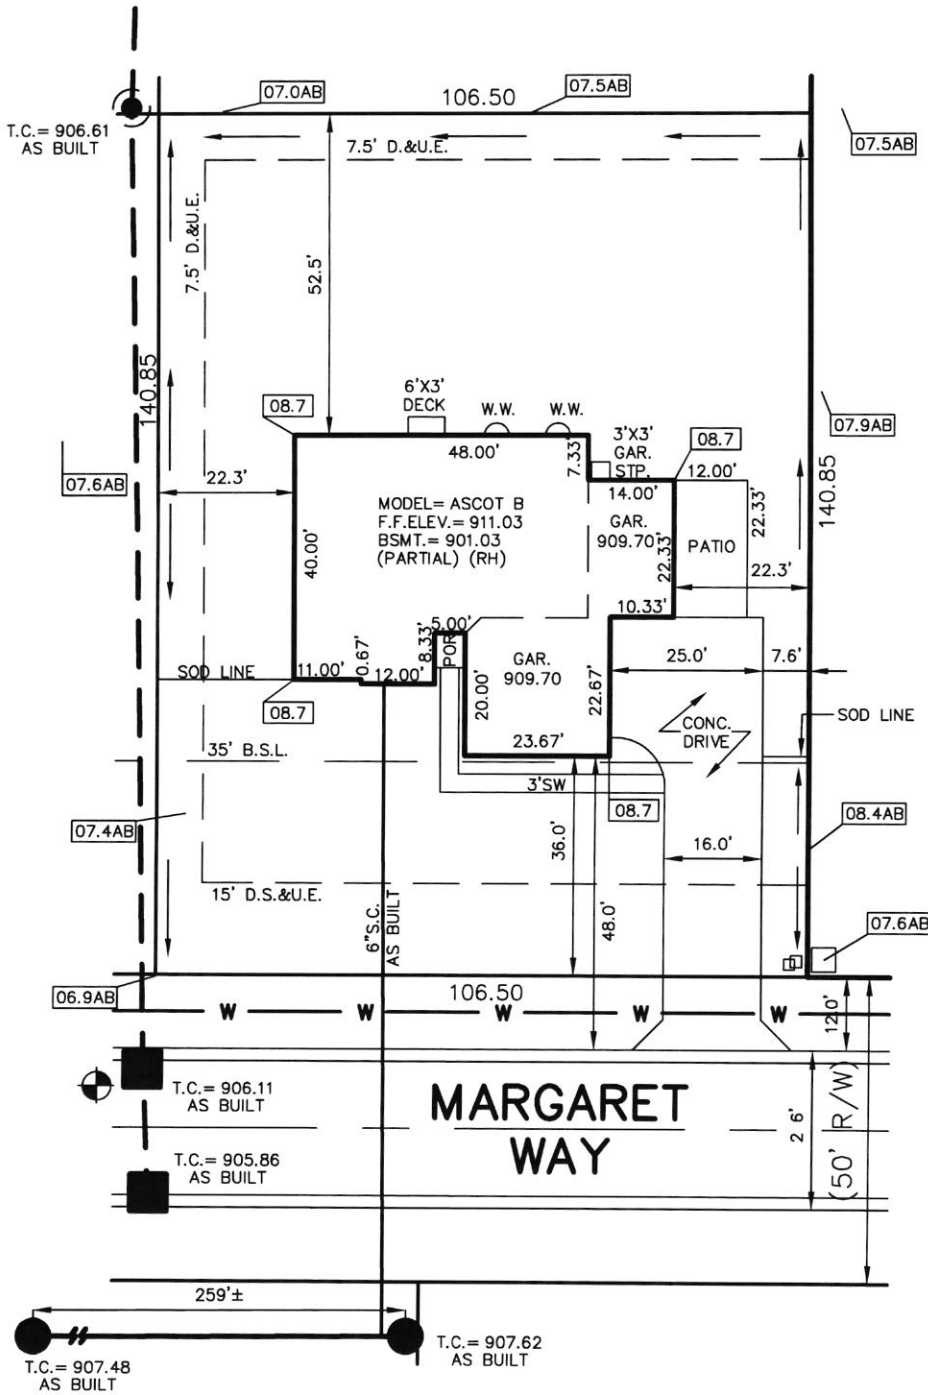 07.0AB
106.50
07.5AB
T.C.= 906.61
AS BUILT
7.5' D.&U.E.
07.5AB
7.5' D.&U.E.
52.5'
140.85
6'X3'
DECK
W.W.
W.W.
08.7
3'X3'
GAR.
STP.
08.7
07.9AB
48.00'
7.33'
12.00'
07.6AB
22.3'
14.00'
MODEL= ASCOT B
F.F.ELEV.= 911.03
BSMT.= 901.03
(PARTIAL) (RH)
GAR.
909.70
22.33'
PATIO
22.33'
140.85
40.00'
22.3'
10.33'
5.00'
8.33'
POR
GAR.
909.70
25.0'
7.6'
SOD LINE
11.00'
0.67'
12.00'
20.00'
22.67'
08.7
CONC.
DRIVE
SOD LINE
23.67'
35' B.S.L.
3'SW
08.7
07.4AB
08.4AB
36.0'
16.0'
15' D.S.&U.E.
6"S.C.
AS BUILT
48.0'
07.6AB
06.9AB
106.50
W W W W W
12.0'
T.C.= 906.11
AS BUILT
MARGARET
WAY
2 6'
(50' R/W)
T.C.= 905.86
AS BUILT
259'±
T.C.= 907.62
AS BUILT
T.C.= 907.48
AS BUILT